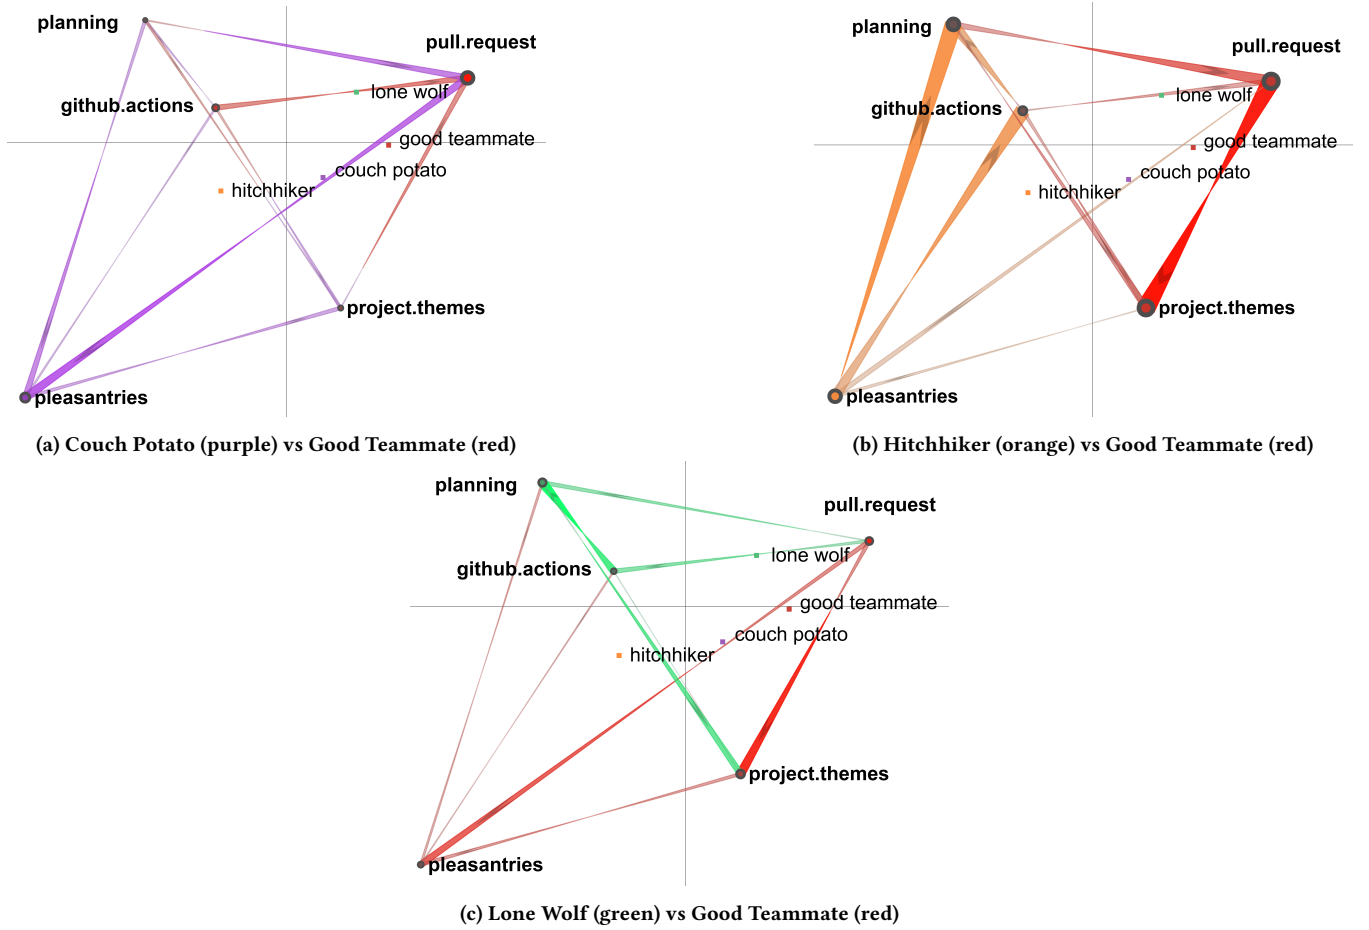 planning
pull.request
lone wolf
github.actions
good teammate
couch potato
hitchhiker
project.themes
pleasantries
(a) Couch Potato (purple) vs Good Teammate (red)
planning
pull.request
lone wolf
github.actions
good teammate
couch potato
hitchhiker
project.themes
pleasantries
(b) Hitchhiker (orange) vs Good Teammate (red)
planning
pull.request
lone wolf
github.actions
good teammate
couch potato
hitchhiker
project.themes
pleasantries
(c) Lone Wolf (green) vs Good Teammate (red)